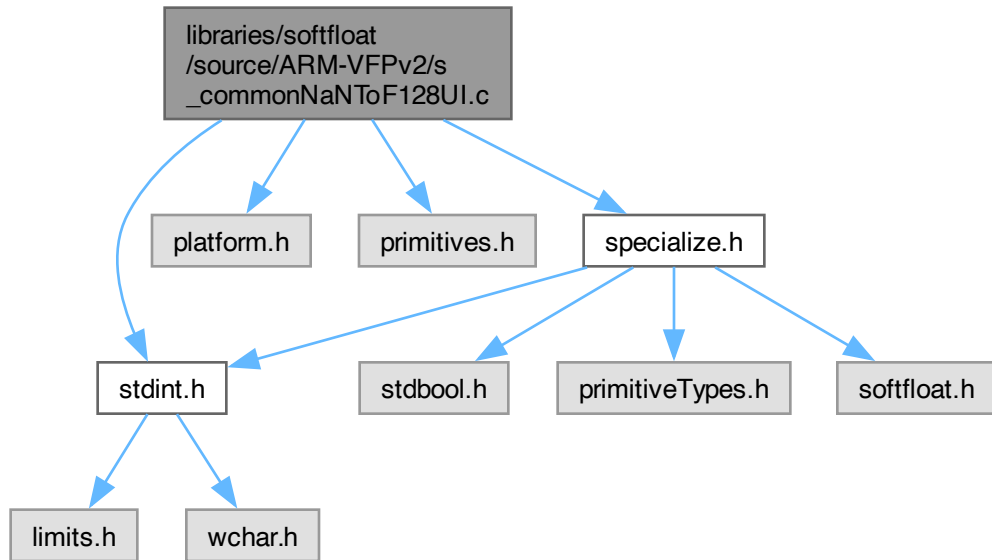 libraries/softfloat
/source/ARM-VFPv2/s
_commonNaNToF128UI.c
platform.h
primitives.h
specialize.h
stdint.h
stdbool.h
primitiveTypes.h
softfloat.h
limits.h
wchar.h